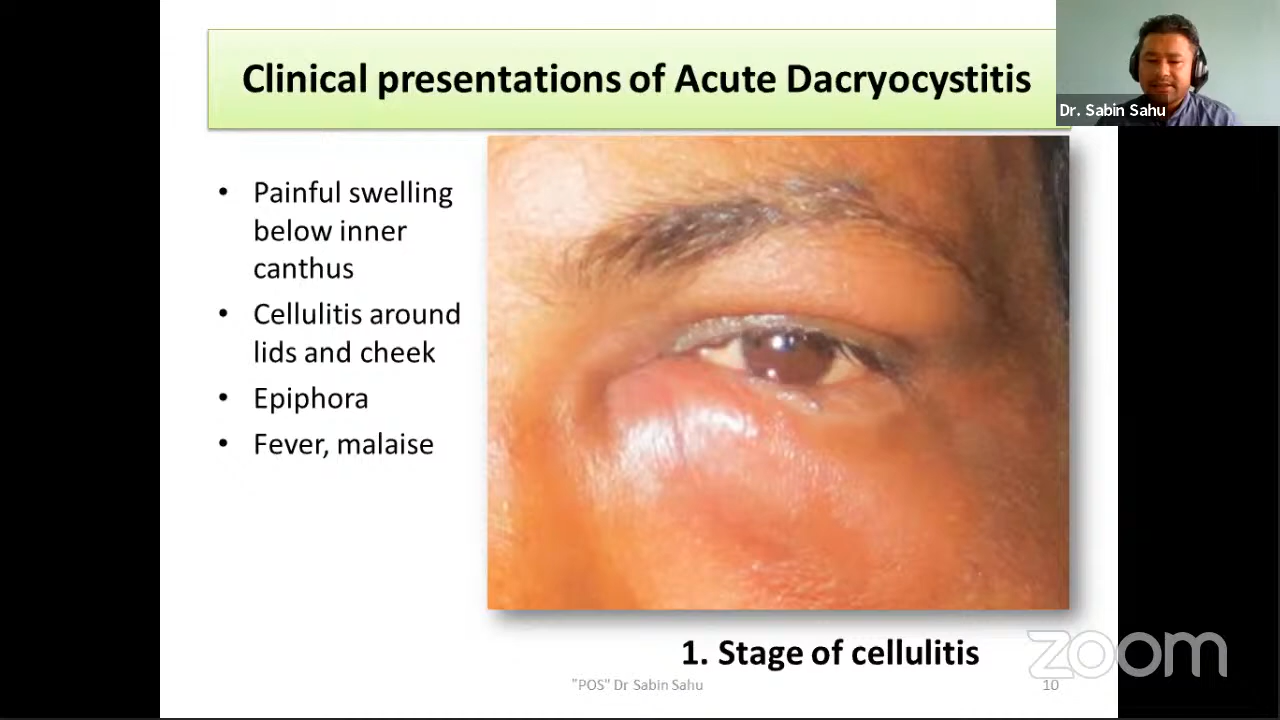 Clinical presentations of Acute Dacryocystitis
Dr. Sabin Sahu
• Painful swelling
below inner
canthus
• Cellulitis around
lids and cheek
• Epiphora
• Fever, malaise
1. Stage of cellulitis
zoom
"POS" Dr Sabin Sahu
10